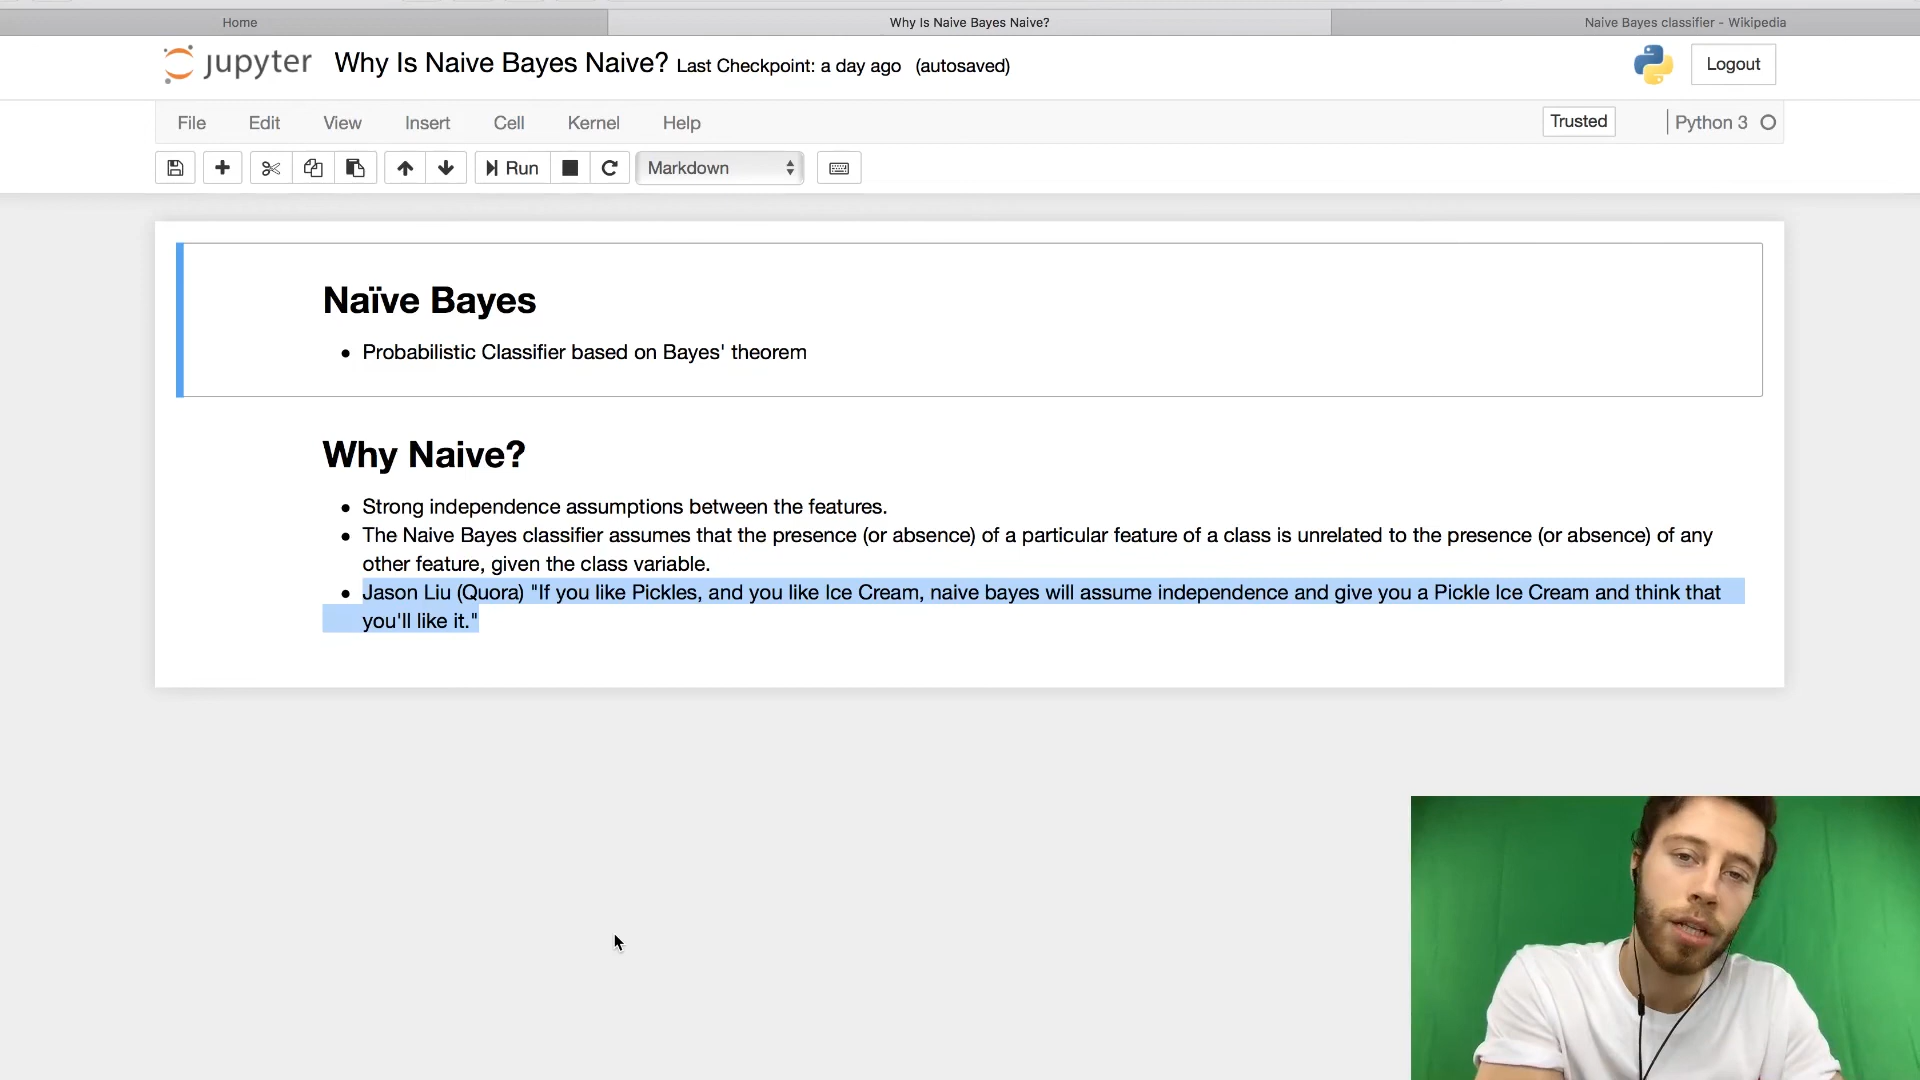 Home
Why Is Naive Bayes Naive?
Naive Bayes classifier - Wikipedia
jupyter
Why Is Naive Bayes Naive? Last Checkpoint: a day ago (autosaved)
Logout
File Edit View Insert Cell Kernel Help
Trusted
Python 3
Run
Markdown
Naïve Bayes
Probabilistic Classifier based on Bayes' theorem
Why Naive?
Strong independence assumptions between the features.
The Naive Bayes classifier assumes that the presence (or absence) of a particular feature of a class is unrelated to the presence (or absence) of any
other feature, given the class variable.
Jason Liu (Quora) "If you like Pickles, and you like Ice Cream, naive bayes will assume independence and give you a Pickle Ice Cream and think that
you'll like it."